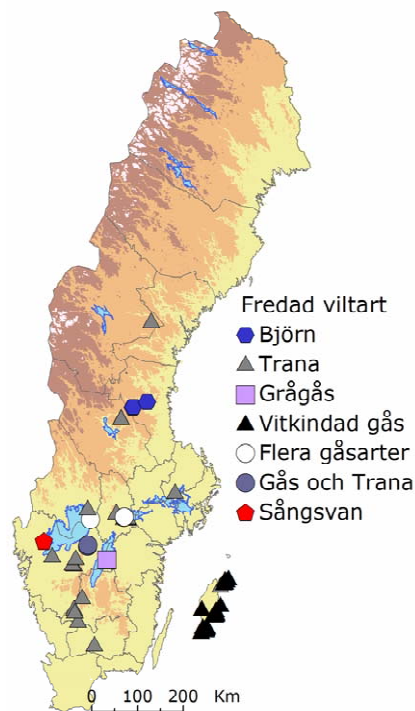 Fredad viltart
Björn
Trana
Grågås
Vitkindad gås
Flera gåsarter
Gås och Trana
Sångsvan
0 100 200 Km